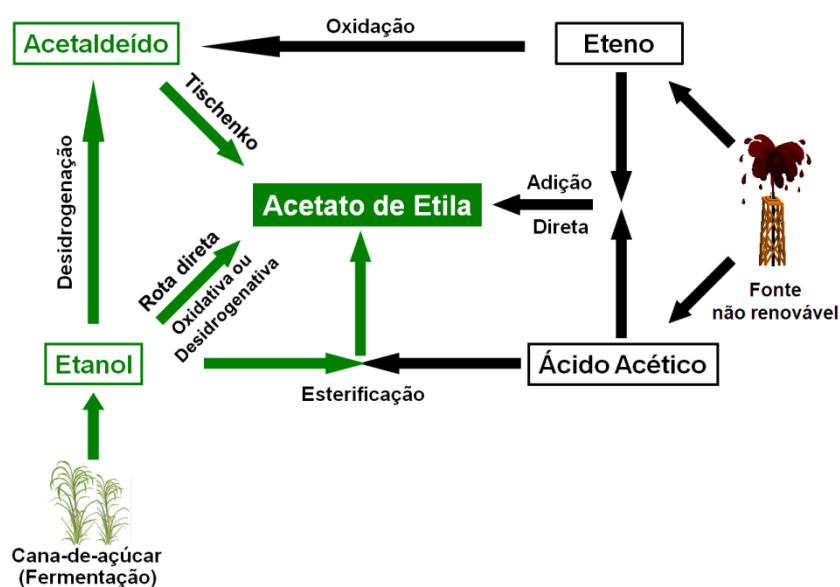 Oxidação
Acetaldeído
Eteno
Tischenko
Desidrogenação
Adição
Direta
Acetato de Etila
Rota direta
Oxidativa ou
Desidrogenativa
Fonte
não renovável
Etanol
Ácido Acético
Esterificação
Cana-de-açúcar
(Fermentação)